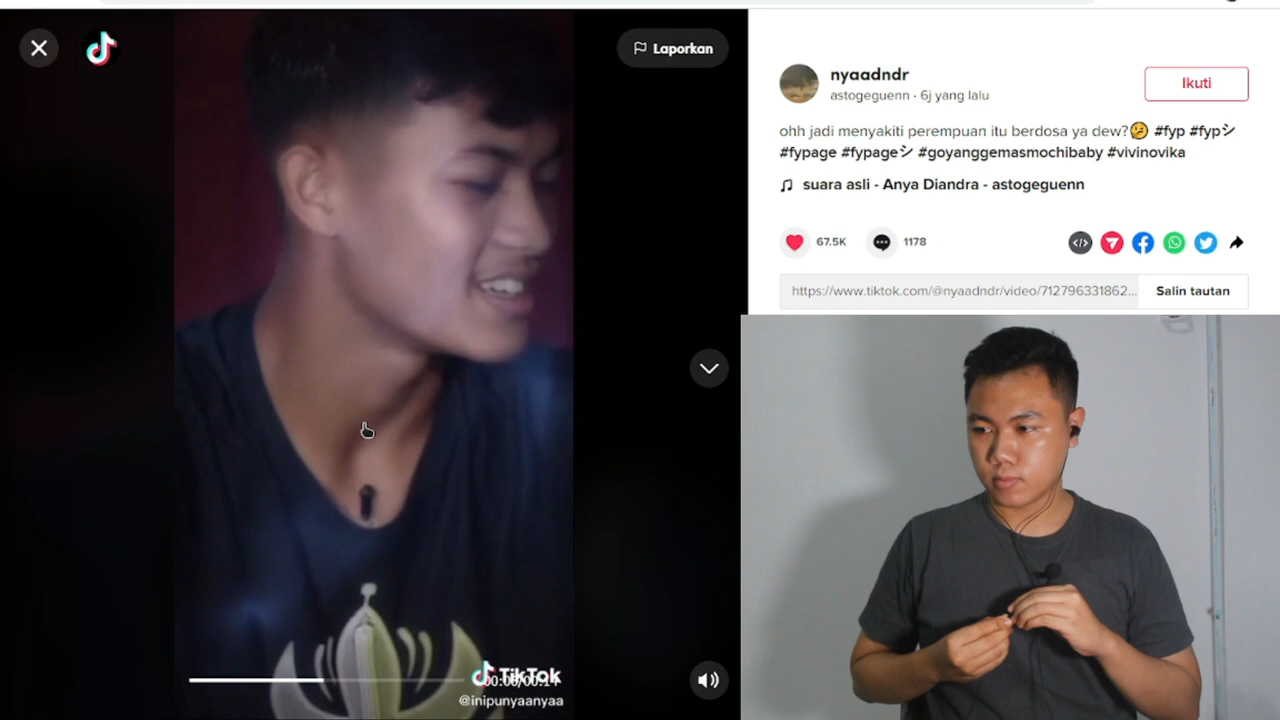 Laporkan
nyaadndr
astogeguenn · 6j yang lalu
Ikuti
ohh jadi menyakiti perempuan itu berdosa ya dew?🤔 #fyp #fypシ
#fypage #fypageシ #goyanggemasmochibaby #vivinovika
suara asli - Anya Diandra - astogeguenn
67.5K
1178
https://www.tiktok.com/@nyaadndr/video/712796331862...
Salin tautan
TikTok
@inipunyaanyaa